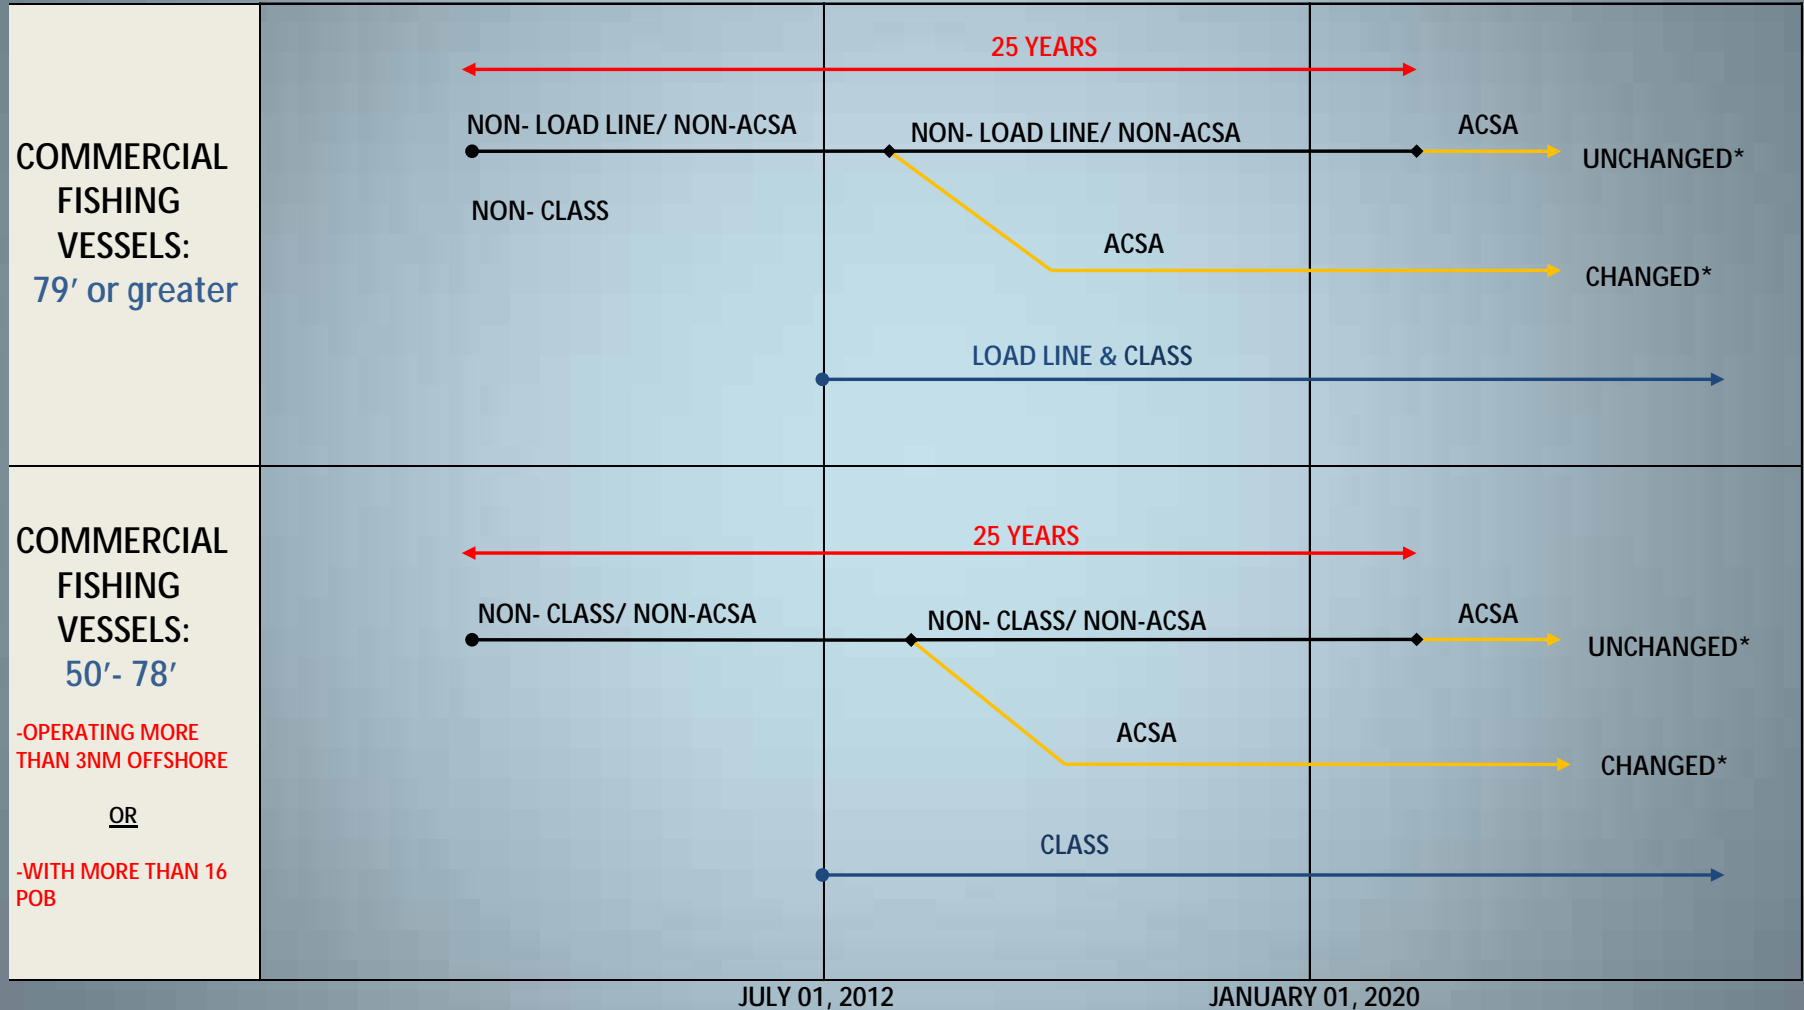 COMMERCIAL
FISHING
VESSELS:
79’ or greater
25 YEARS
NON- LOAD LINE/ NON-ACSA
NON- LOAD LINE/ NON-ACSA
ACSA
UNCHANGED*
NON- CLASS
ACSA
CHANGED*
LOAD LINE & CLASS
COMMERCIAL
FISHING
VESSELS:
50’- 78’
-OPERATING MORE
THAN 3NM OFFSHORE
OR
-WITH MORE THAN 16
POB
25 YEARS
NON- CLASS/ NON-ACSA
NON- CLASS/ NON-ACSA
ACSA
UNCHANGED*
ACSA
CHANGED*
CLASS
JULY 01, 2012
JANUARY 01, 2020